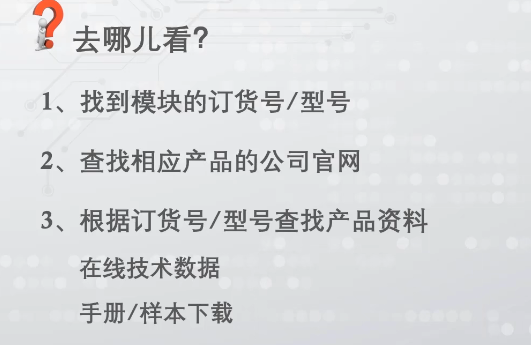 去哪儿看?
1、找到模块的订货号/型号
2、查找相应产品的公司官网
3、根据订货号/型号查找产品资料
在线技术数据
手册/样本下载